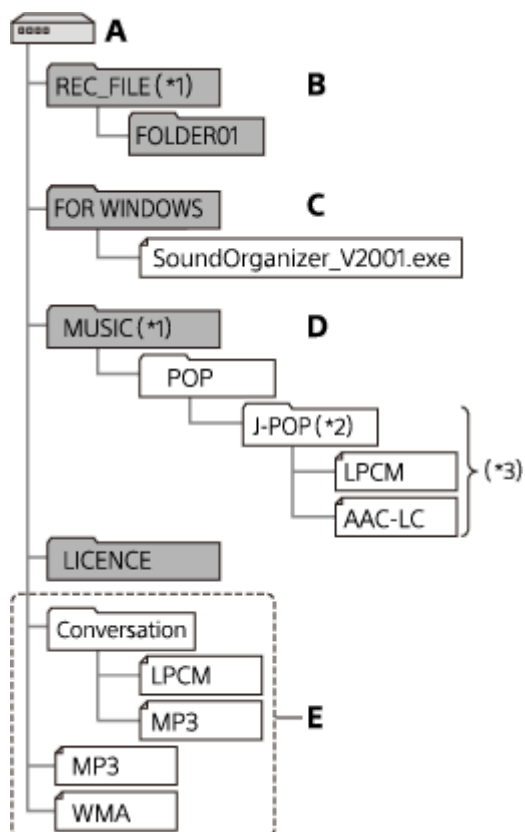 A
REC_FILE(*1) B
FOLDER01
FOR WINDOWS C
SoundOrganizer_V2001.exe
MUSIC(*1) D
POP
J-POP(*2)
LPCM
(*3)
AAC-LC
LICENCE
Conversation
LPCM
MP3
E
MP3
WMA